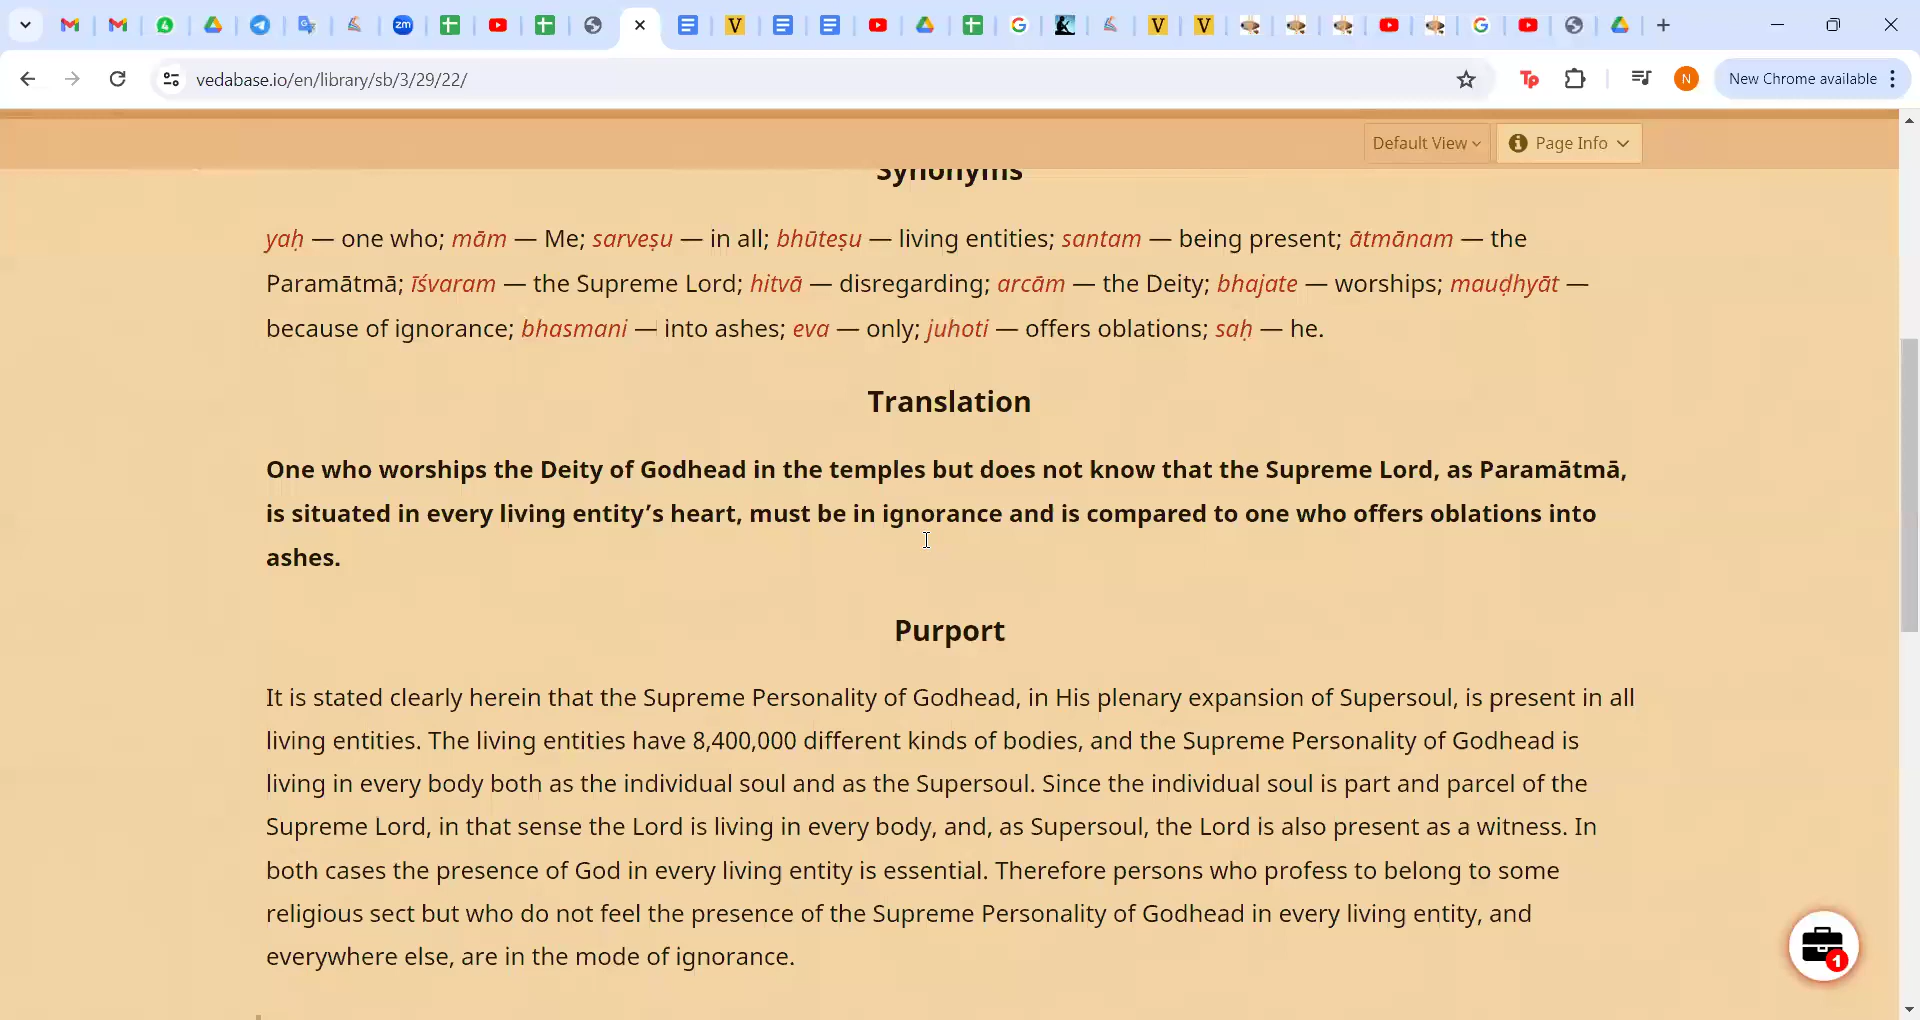 vedabase.io/en/library/sb/3/29/22/
New Chrome available
Default View
Page Info
Synonyms
yaḥ — one who; mām — Me; sarveṣu — in all; bhūteṣu — living entities; santam — being present; ātmānam — the
Paramātmā; īśvaram — the Supreme Lord; hitvā — disregarding; arcām — the Deity; bhajate — worships; mauḍhyāt —
because of ignorance; bhasmani — into ashes; eva — only; juhoti — offers oblations; saḥ — he.
Translation
One who worships the Deity of Godhead in the temples but does not know that the Supreme Lord, as Paramātmā,
is situated in every living entity’s heart, must be in ignorance and is compared to one who offers oblations into
ashes.
Purport
It is stated clearly herein that the Supreme Personality of Godhead, in His plenary expansion of Supersoul, is present in all
living entities. The living entities have 8,400,000 different kinds of bodies, and the Supreme Personality of Godhead is
living in every body both as the individual soul and as the Supersoul. Since the individual soul is part and parcel of the
Supreme Lord, in that sense the Lord is living in every body, and, as Supersoul, the Lord is also present as a witness. In
both cases the presence of God in every living entity is essential. Therefore persons who profess to belong to some
religious sect but who do not feel the presence of the Supreme Personality of Godhead in every living entity, and
everywhere else, are in the mode of ignorance.
1